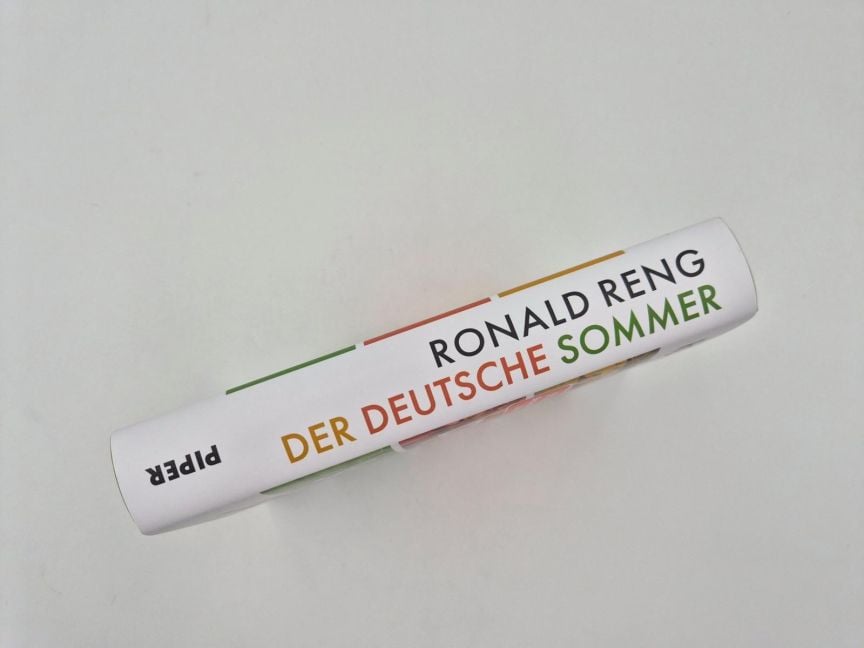 RONALD RENG
DER DEUTSCHE SOMMER
PIPER